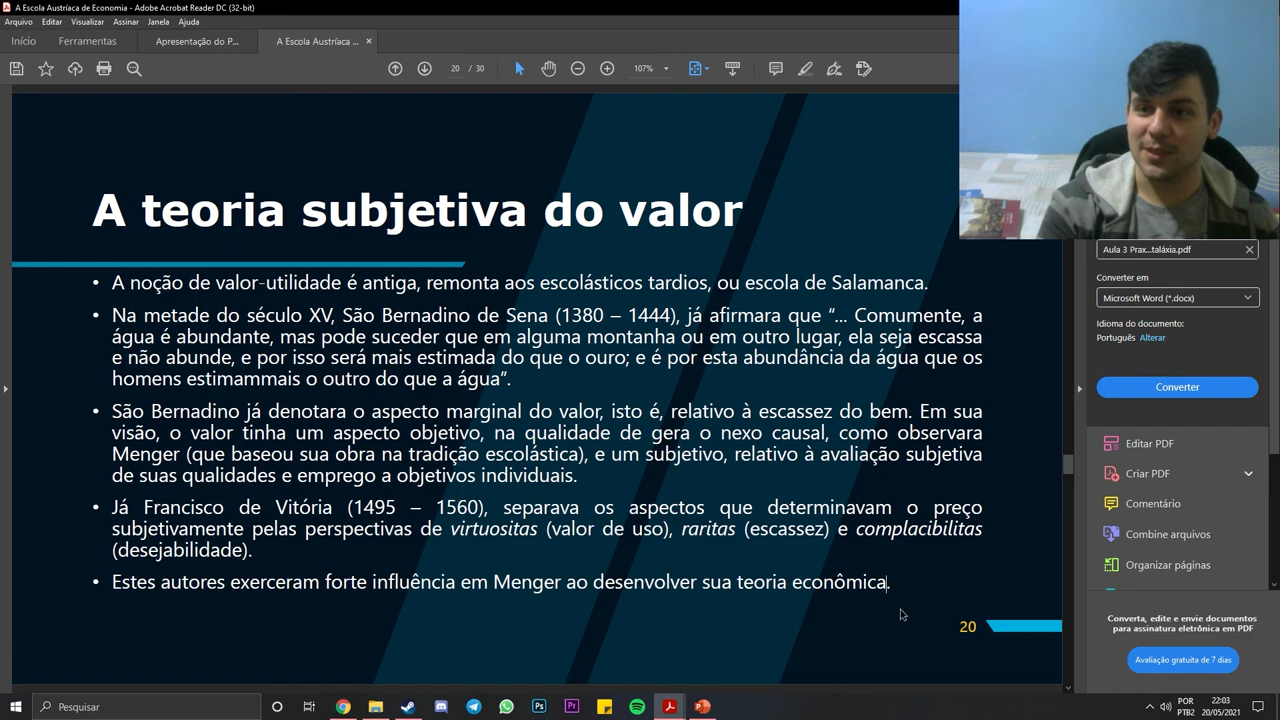 A Escola Austríaca de Economia - Adobe Acrobat Reader DC (32-bit)
Arquivo Editar Visualizar Assinar Janela Ajuda
Início Ferramentas Apresentação do P... A Escola Austríaca ... ×
20 / 30 107%
A teoria subjetiva do valor
• A noção de valor-utilidade é antiga, remonta aos escolásticos tardios, ou escola de Salamanca.
• Na metade do século XV, São Bernadino de Sena (1380 – 1444), já afirmara que “... Comumente, a
água é abundante, mas pode suceder que em alguma montanha ou em outro lugar, ela seja escassa
e não abunde, e por isso será mais estimada do que o ouro; e é por esta abundância da água que os
homens estimammais o outro do que a água”.
• São Bernadino já denotara o aspecto marginal do valor, isto é, relativo à escassez do bem. Em sua
visão, o valor tinha um aspecto objetivo, na qualidade de gera o nexo causal, como observara
Menger (que baseou sua obra na tradição escolástica), e um subjetivo, relativo à avaliação subjetiva
de suas qualidades e emprego a objetivos individuais.
• Já Francisco de Vitória (1495 – 1560), separava os aspectos que determinavam o preço
subjetivamente pelas perspectivas de virtuositas (valor de uso), raritas (escassez) e complacibilitas
(desejabilidade).
• Estes autores exerceram forte influência em Menger ao desenvolver sua teoria econômica.
20
Aula 3 Prax...taláxia.pdf
Converter em
Microsoft Word (*.docx)
Idioma do documento:
Português Alterar
Converter
Editar PDF
Criar PDF
Comentário
Combine arquivos
Organizar páginas
Converta, edite e envie documentos
para assinatura eletrônica em PDF
Avaliação gratuita de 7 dias
Pesquisar
Ps
Pr
POR
PTB2
22:03
20/05/2021